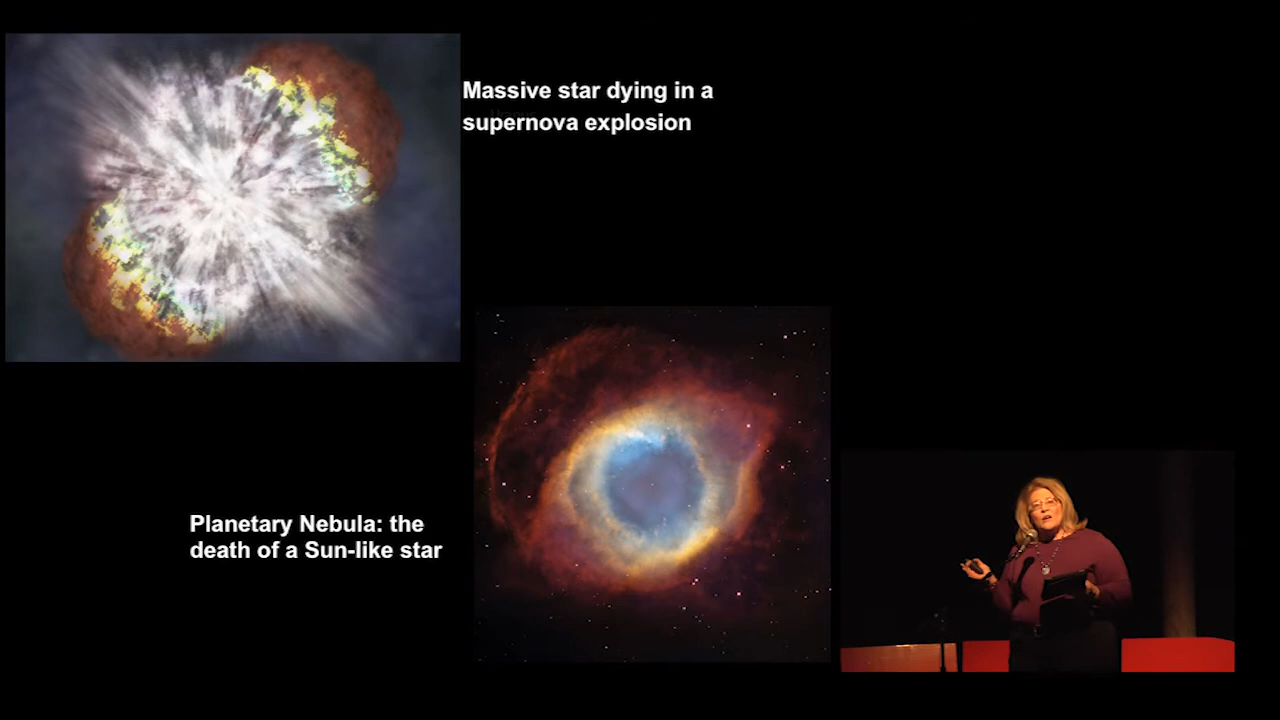 Massive star dying in a
supernova explosion
Planetary Nebula: the
death of a Sun-like star